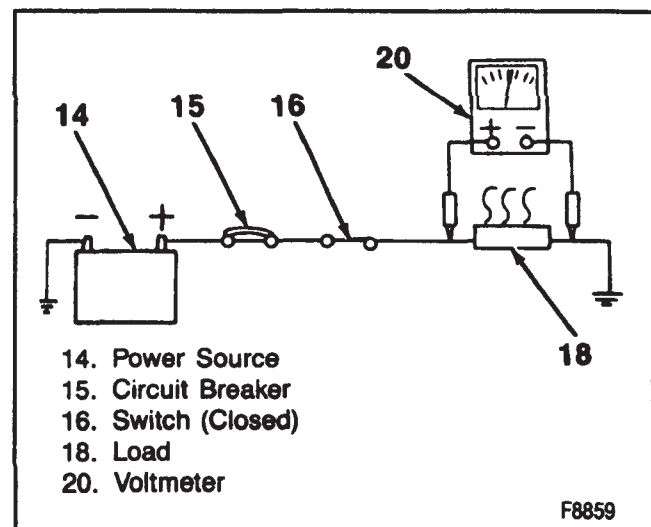 20
14
15
16
+ −
− +
18
14. Power Source
15. Circuit Breaker
16. Switch (Closed)
18. Load
20. Voltmeter
F8859